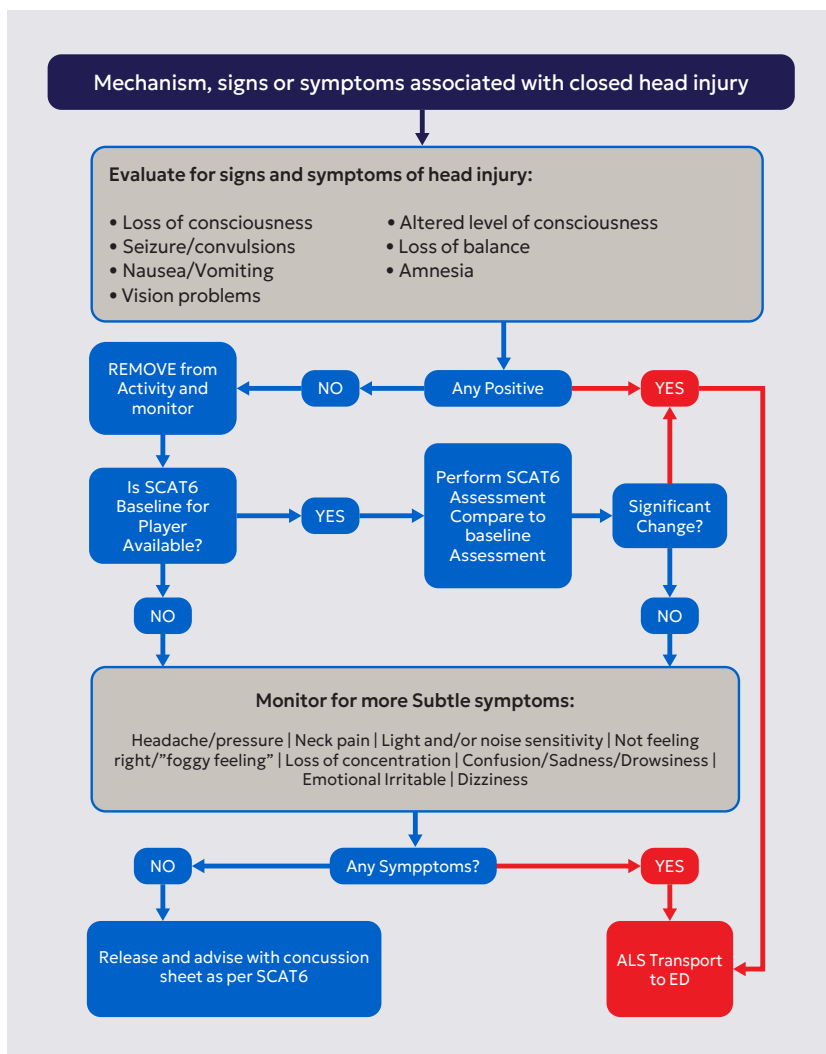 Mechanism, signs or symptoms associated with closed head injury
Evaluate for signs and symptoms of head injury:
• Loss of consciousness
• Seizure/convulsions
• Nausea/Vomiting
• Vision problems
• Altered level of consciousness
• Loss of balance
• Amnesia
REMOVE from
Activity and
monitor
NO
Any Positive
YES
Is SCAT6
Baseline for
Player
Available?
YES
Perform SCAT6
Assessment
Compare to
baseline
Assessment
Significant
Change?
NO
NO
Monitor for more Subtle symptoms:
Headache/pressure | Neck pain | Light and/or noise sensitivity | Not feeling
right/”foggy feeling” | Loss of concentration | Confusion/Sadness/Drowsiness |
Emotional Irritable | Dizziness
NO
Any Sympptoms?
YES
Release and advise with concussion
sheet as per SCAT6
ALS Transport
to ED